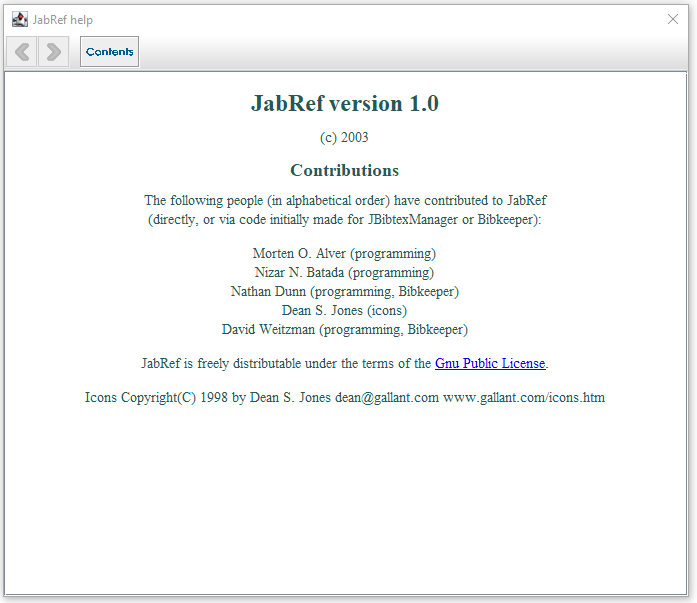 JabRef help
Contents
JabRef version 1.0
(c) 2003
Contributions
The following people (in alphabetical order) have contributed to JabRef
(directly, or via code initially made for JBibtexManager or Bibkeeper):
Morten O. Alver (programming)
Nizar N. Batada (programming)
Nathan Dunn (programming, Bibkeeper)
Dean S. Jones (icons)
David Weitzman (programming, Bibkeeper)
JabRef is freely distributable under the terms of the Gnu Public License.
Icons Copyright(C) 1998 by Dean S. Jones dean@gallant.com www.gallant.com/icons.htm